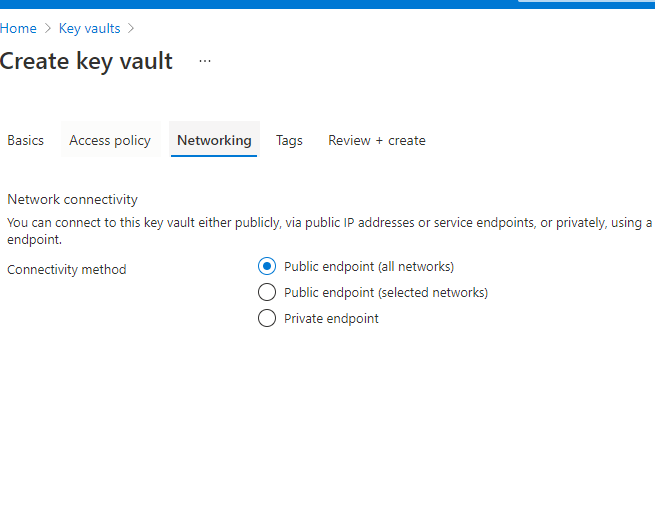 Home > Key vaults >
Create key vault ...
Basics Access policy Networking Tags Review + create
Network connectivity
You can connect to this key vault either publicly, via public IP addresses or service endpoints, or privately, using a
endpoint.
Connectivity method
Public endpoint (all networks)
Public endpoint (selected networks)
Private endpoint